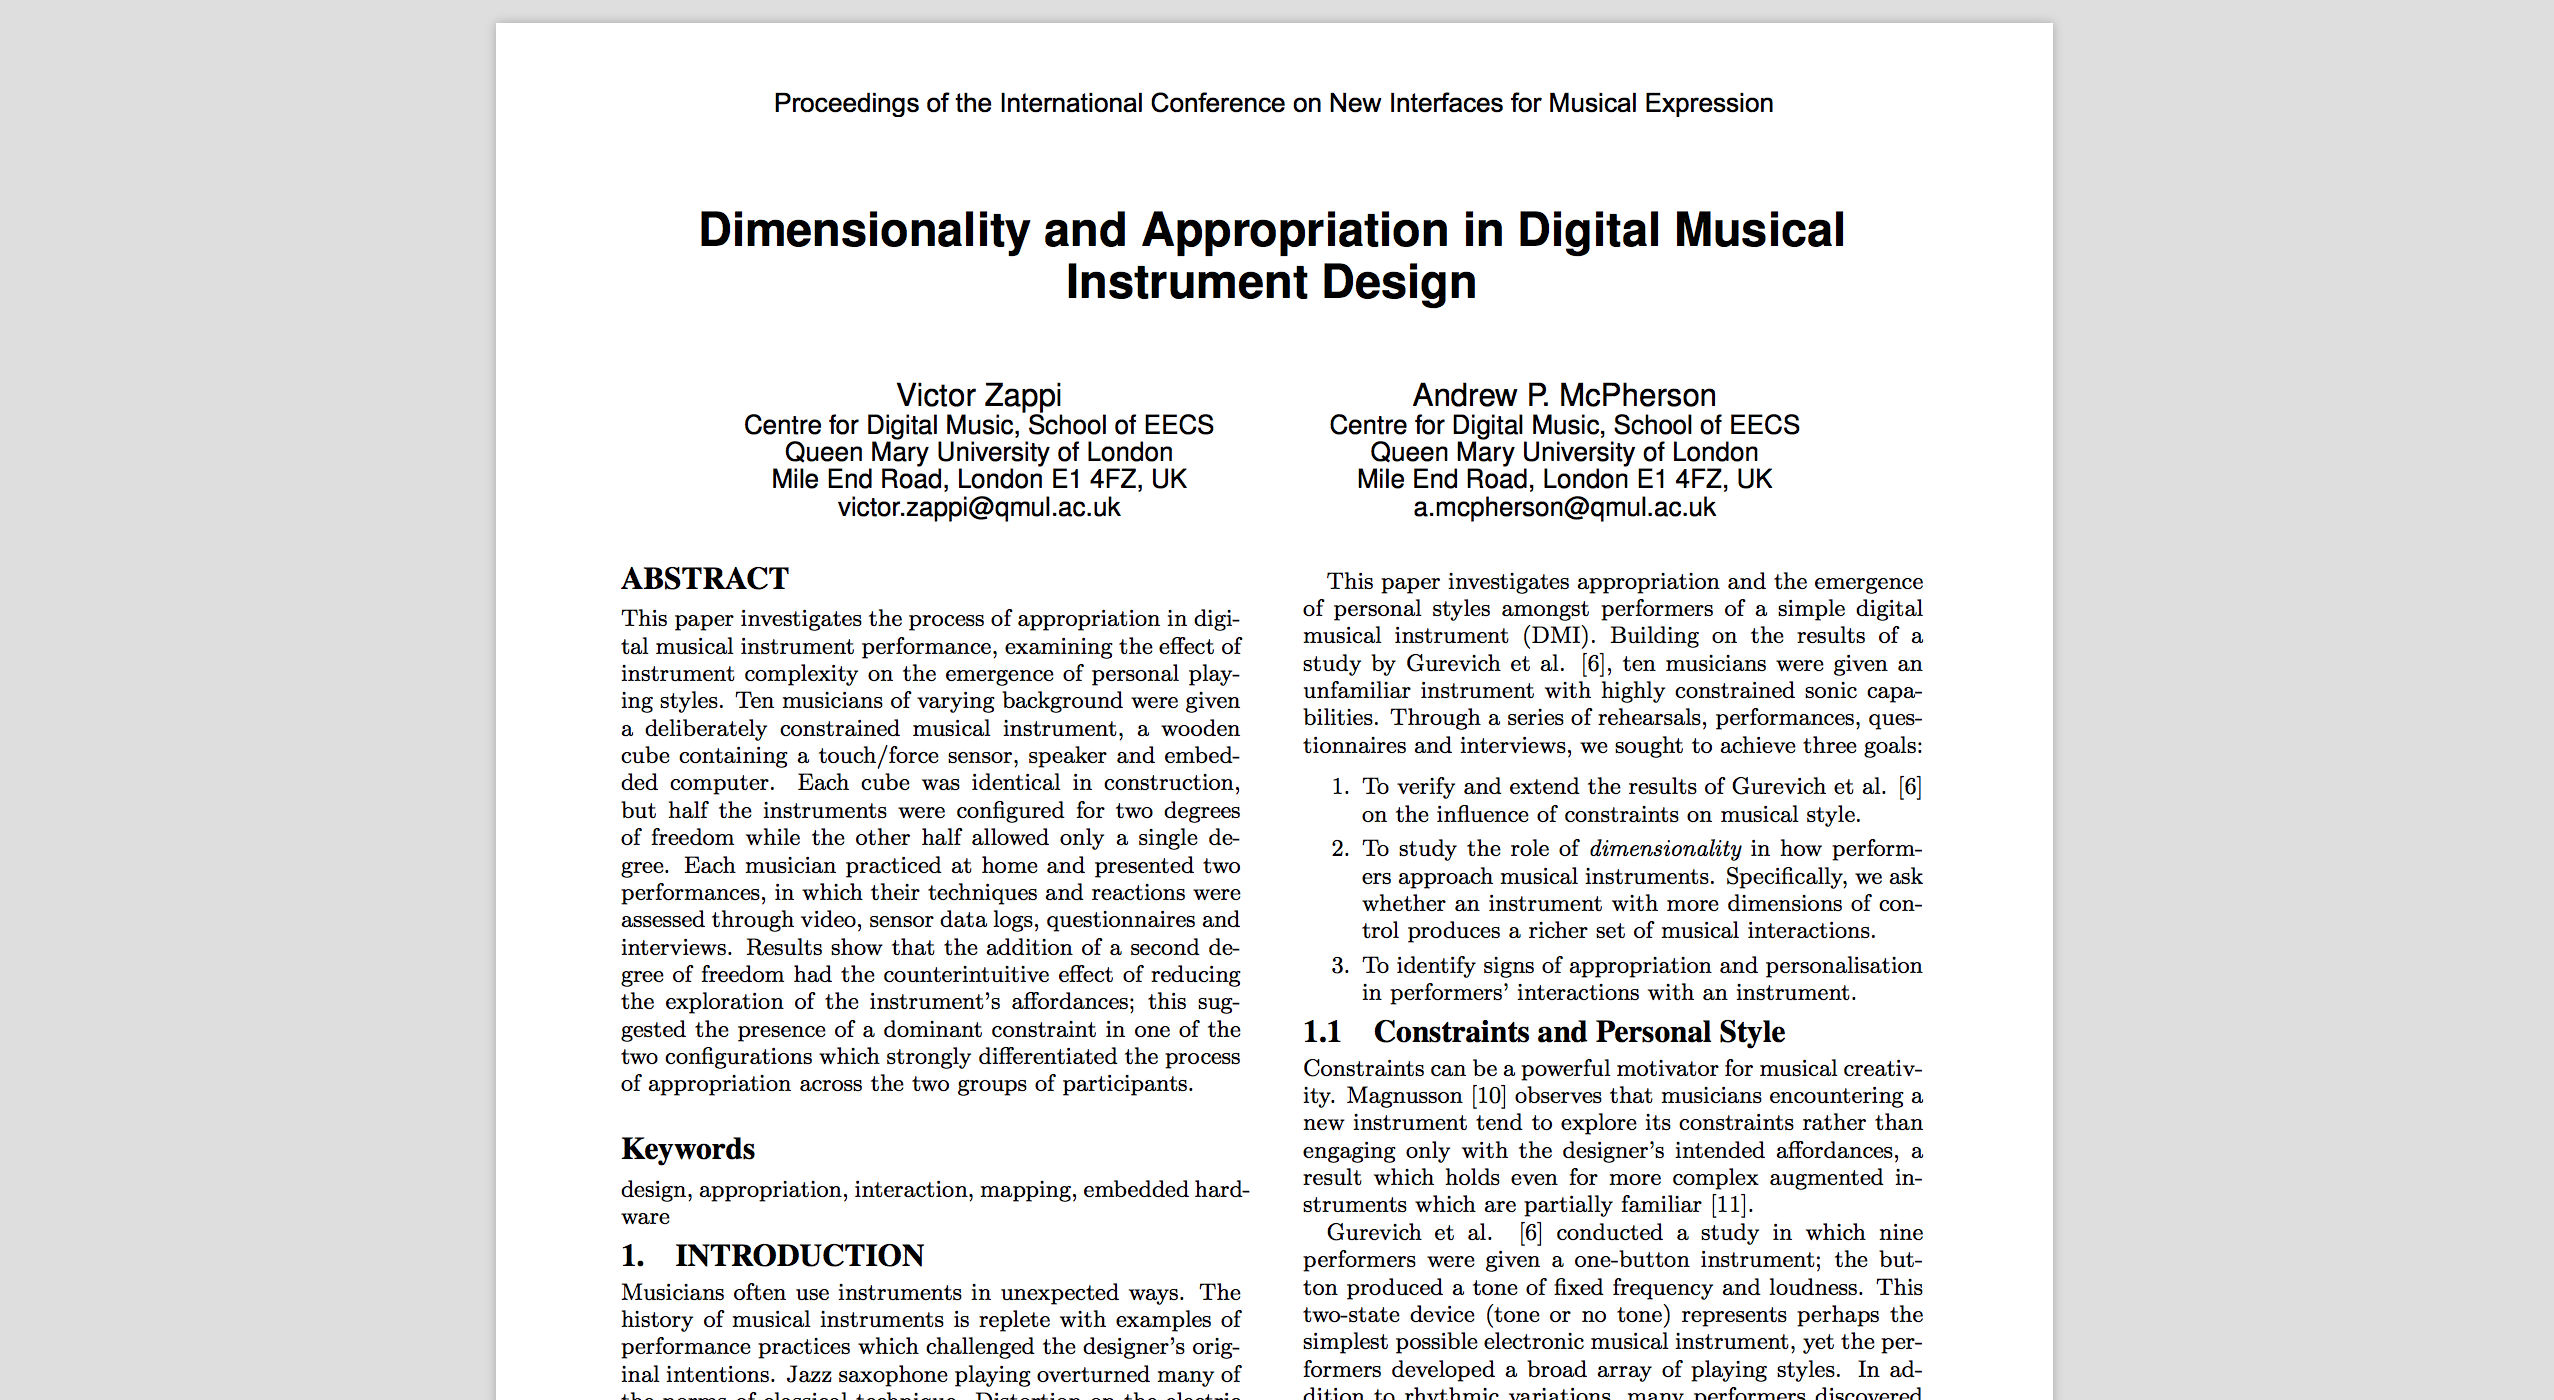 Proceedings of the International Conference on New Interfaces for Musical Expression
Dimensionality and Appropriation in Digital Musical
Instrument Design
Victor Zappi
Centre for Digital Music, School of EECS
Queen Mary University of London
Mile End Road, London E1 4FZ, UK
victor.zappi@qmul.ac.uk
Andrew P. McPherson
Centre for Digital Music, School of EECS
Queen Mary University of London
Mile End Road, London E1 4FZ, UK
a.mcpherson@qmul.ac.uk
ABSTRACT
This paper investigates the process of appropriation in digi-
tal musical instrument performance, examining the effect of
instrument complexity on the emergence of personal play-
ing styles. Ten musicians of varying background were given
a deliberately constrained musical instrument, a wooden
cube containing a touch/force sensor, speaker and embed-
ded computer. Each cube was identical in construction,
but half the instruments were configured for two degrees
of freedom while the other half allowed only a single de-
gree. Each musician practiced at home and presented two
performances, in which their techniques and reactions were
assessed through video, sensor data logs, questionnaires and
interviews. Results show that the addition of a second de-
gree of freedom had the counterintuitive effect of reducing
the exploration of the instrument's affordances; this sug-
gested the presence of a dominant constraint in one of the
two configurations which strongly differentiated the process
of appropriation across the two groups of participants.
Keywords
design, appropriation, interaction, mapping, embedded hard-
ware
1. INTRODUCTION
Musicians often use instruments in unexpected ways. The
history of musical instruments is replete with examples of
performance practices which challenged the designer's orig-
inal intentions. Jazz saxophone playing overturned many of
the norms of classical technique. Distortion on the electric
This paper investigates appropriation and the emergence
of personal styles amongst performers of a simple digital
musical instrument (DMI). Building on the results of a
study by Gurevich et al. [6], ten musicians were given an
unfamiliar instrument with highly constrained sonic capa-
bilities. Through a series of rehearsals, performances, ques-
tionnaires and interviews, we sought to achieve three goals:
1. To verify and extend the results of Gurevich et al. [6]
on the influence of constraints on musical style.
2. To study the role of dimensionality in how perform-
ers approach musical instruments. Specifically, we ask
whether an instrument with more dimensions of con-
trol produces a richer set of musical interactions.
3. To identify signs of appropriation and personalisation
in performers' interactions with an instrument.
1.1 Constraints and Personal Style
Constraints can be a powerful motivator for musical creativ-
ity. Magnusson [10] observes that musicians encountering a
new instrument tend to explore its constraints rather than
engaging only with the designer's intended affordances, a
result which holds even for more complex augmented in-
struments which are partially familiar [11].
Gurevich et al. [6] conducted a study in which nine
performers were given a one-button instrument; the but-
ton produced a tone of fixed frequency and loudness. This
two-state device (tone or no tone) represents perhaps the
simplest possible electronic musical instrument, yet the per-
formers developed a broad array of playing styles. In ad-
dition to rhythmic variations, many performers discovered